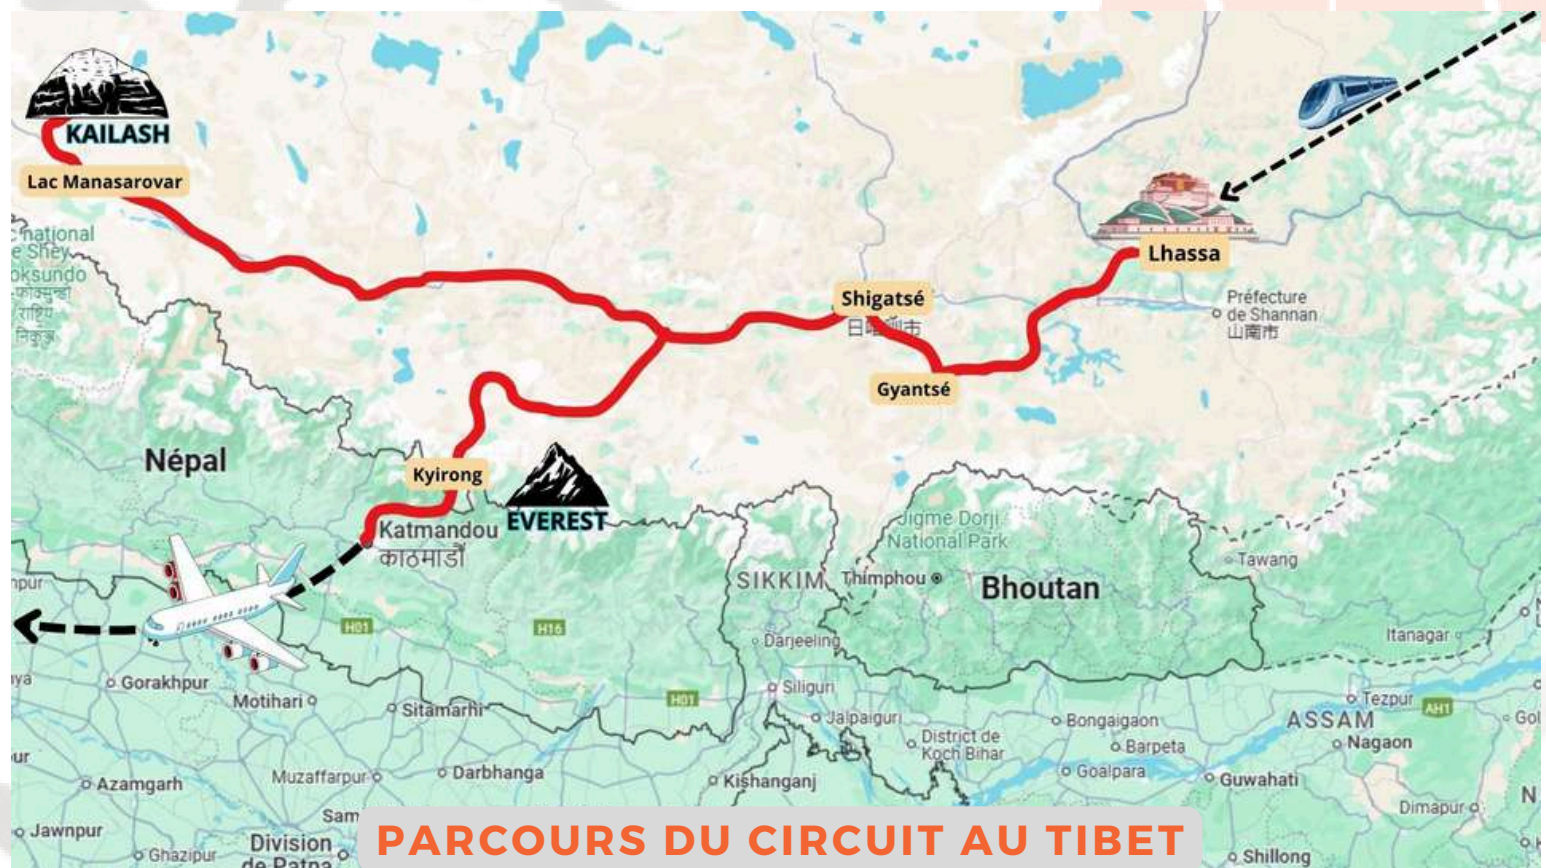 KAILASH
Lac Manasarovar
national
e Shey
oksundo
फोक्सुन्डो
राष्ट्रिय
निकुञ्ज
Lhassa
Shigatsé
Préfecture
de Shannan
山南市
Gyantsé
Népal
Kyirong
EVEREST
Katmandou
काठमाडौँ
Jigme Dorji
National Park
SIKKIM
Thimphou
Bhoutan
Tawang
H01
H16
Darjeeling
Itanagar
Gorakhpur
Motihari
Sitamarhi
H01
Siliguri
Jalpaiguri
Bongaigaon
Tezpur
ASSAM
AH1
Gol
District de
Koch Bihar
Barpeta
Nagaon
Azamgarh
Muzaffarpur
Darbhanga
Kishanganj
Goalpara
Guwahati
Dimapur
N
Jawnpur
Ghazipur
Sam
Division
de Patna
Shillong
PARCOURS DU CIRCUIT AU TIBET